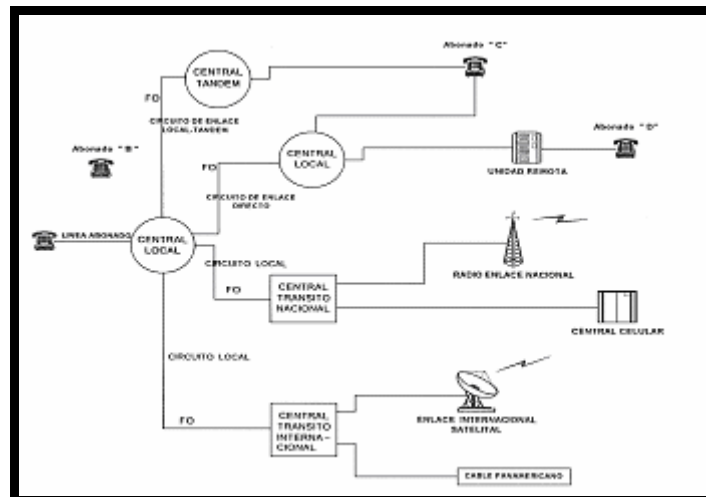 Abonado "C"
CENTRAL
TANDEM
FO
CIRCUITO DE ENLACE
LOCAL-TANDEM
Abonado "B"
FO
CENTRAL
LOCAL
Abonado "D"
UNIDAD REMOTA
CIRCUITO DE ENLACE
DIRECTO
LINEA ABONADO
CENTRAL
LOCAL
CIRCUITO LOCAL
FO
CENTRAL
TRANSITO
NACIONAL
RADIO ENLACE NACIONAL
CENTRAL CELULAR
CIRCUITO LOCAL
FO
CENTRAL
TRANSITO
INTERNA-
CIONAL
ENLACE INTERNACIONAL
SATELITAL
CABLE PANAMERICANO